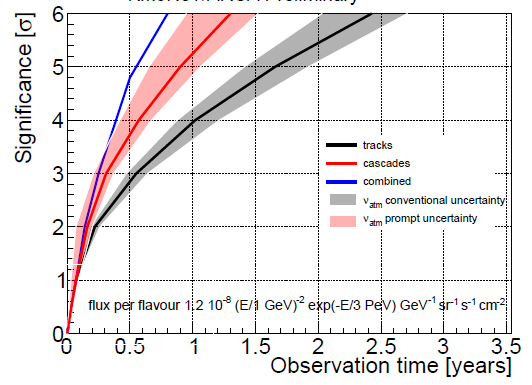 Preliminary
Significance [σ]
6
5
4
3
2
1
0
tracks
cascades
combined
ν_atm conventional uncertainty
ν_atm prompt uncertainty
flux per flavour 1.2 10⁻⁸ (E/1 GeV)⁻² exp(-E/3 PeV) GeV⁻¹ sr⁻¹ s⁻¹ cm⁻²
0 0.5 1 1.5 2 2.5 3 3.5
Observation time [years]